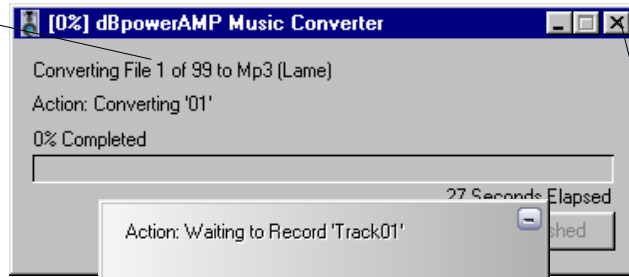 [0%] dBpowerAMP Music Converter
Converting File 1 of 99 to Mp3 (Lame)
Action: Converting '01'
0% Completed
27 Seconds Elapsed
Action: Waiting to Record 'Track01'